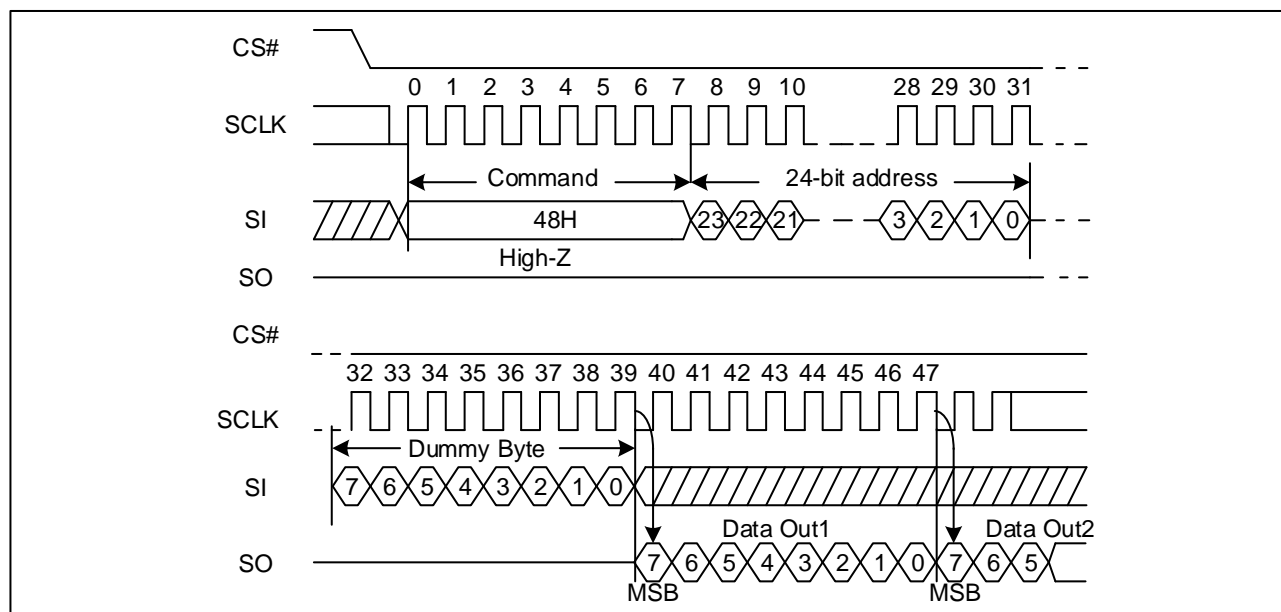 CS#
0 1 2 3 4 5 6 7 8 9 10 28 29 30 31
SCLK
Command 24-bit address
SI 48H 23 22 21 3 2 1 0
High-Z
SO
CS#
32 33 34 35 36 37 38 39 40 41 42 43 44 45 46 47
SCLK
Dummy Byte
SI 7 6 5 4 3 2 1 0
Data Out1 Data Out2
SO 7 6 5 4 3 2 1 0 7 6 5
MSB MSB